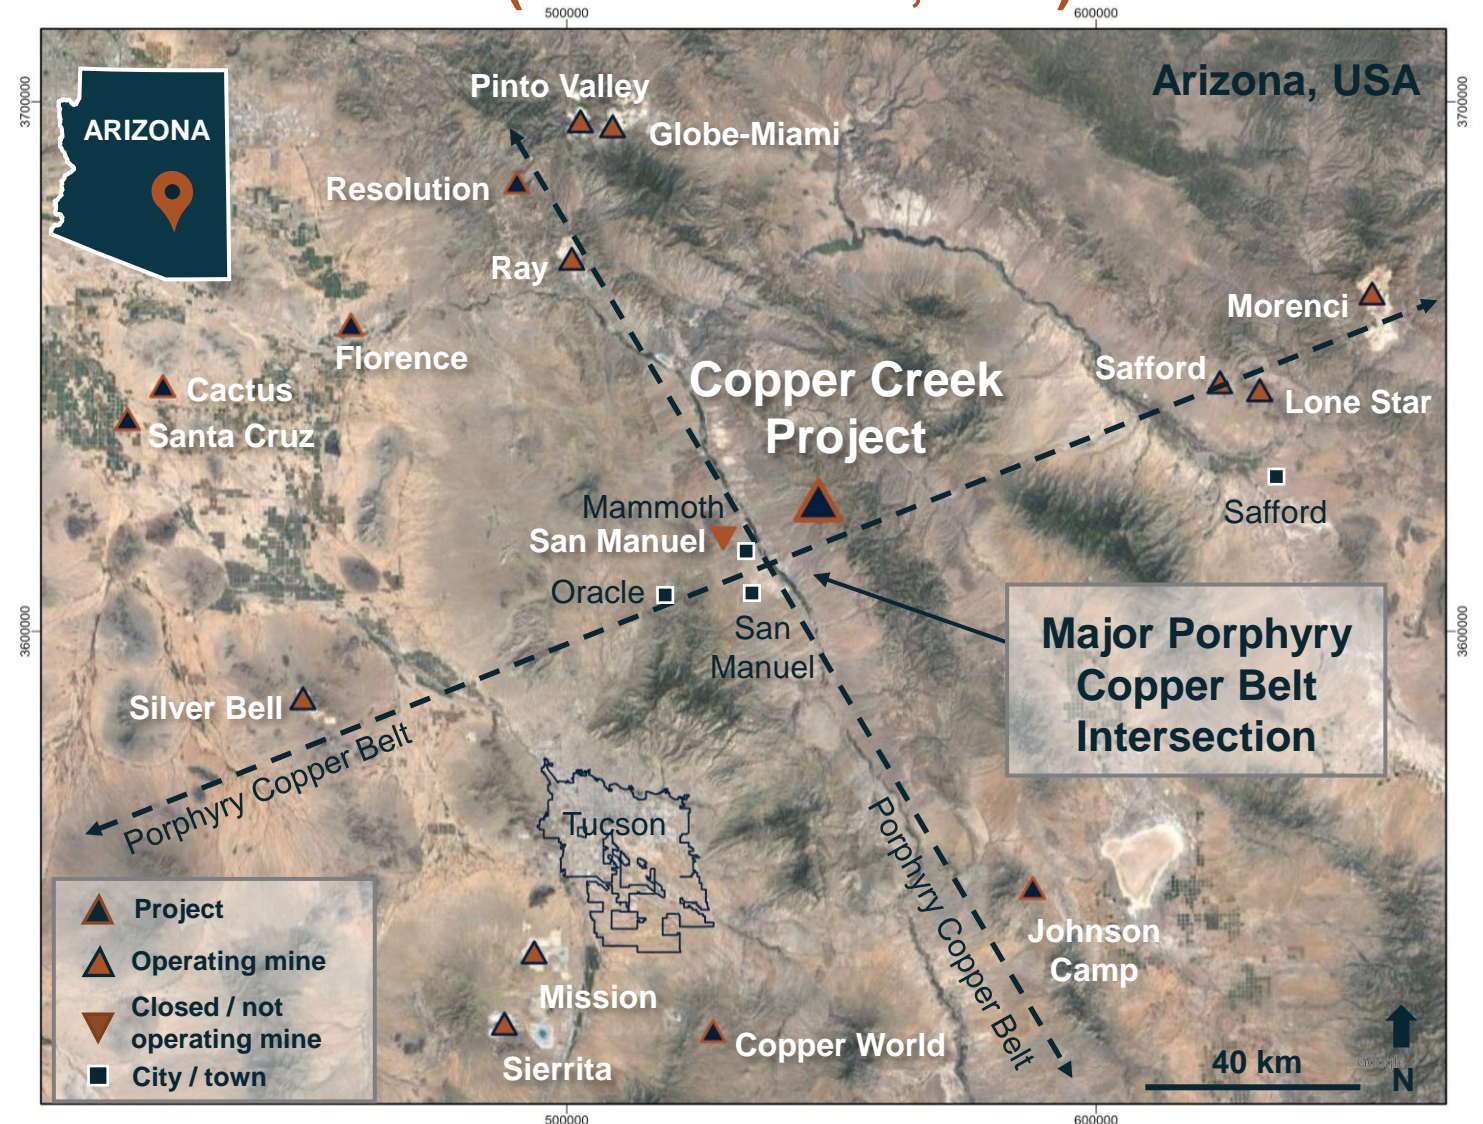 500000
600000
3700000
3700000
Arizona, USA
ARIZONA
Pinto Valley
Globe-Miami
Resolution
Ray
Morenci
Florence
Safford
Copper Creek
Project
Cactus
Lone Star
Santa Cruz
Mammoth
Safford
San Manuel
Oracle
San
Manuel
3600000
3600000
Major Porphyry
Copper Belt
Intersection
Silver Bell
Porphyry Copper Belt
Tucson
Porphyry Copper Belt
Project
Operating mine
Closed / not
operating mine
City / town
Johnson
Camp
Mission
Copper World
Sierrita
40 km
Google
N
500000
600000